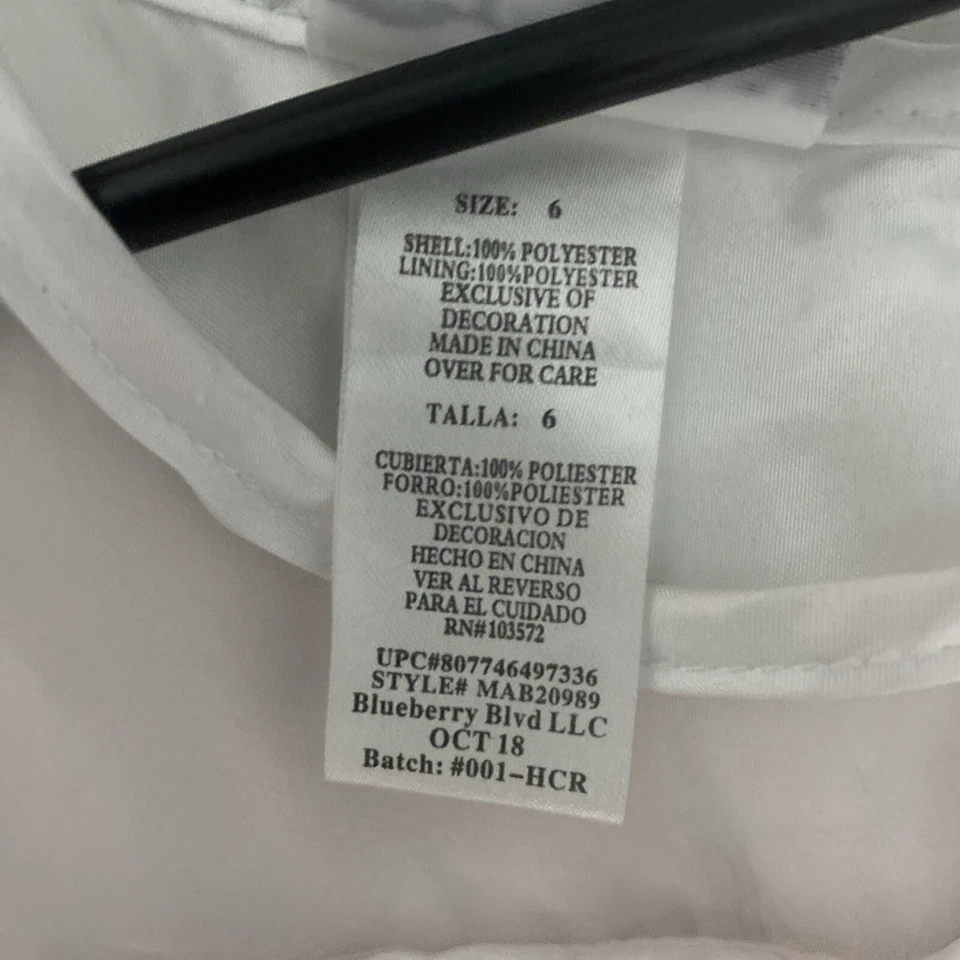 SIZE: 6
SHELL:100% POLYESTER
LINING:100%POLYESTER
EXCLUSIVE OF
DECORATION
MADE IN CHINA
OVER FOR CARE
TALLA: 6
CUBIERTA:100% POLIESTER
FORRO:100%POLIESTER
EXCLUSIVO DE
DECORACION
HECHO EN CHINA
VER AL REVERSO
PARA EL CUIDADO
RN#103572
UPC#807746497336
STYLE# MAB20989
Blueberry Blvd LLC
OCT 18
Batch: #001-HCR